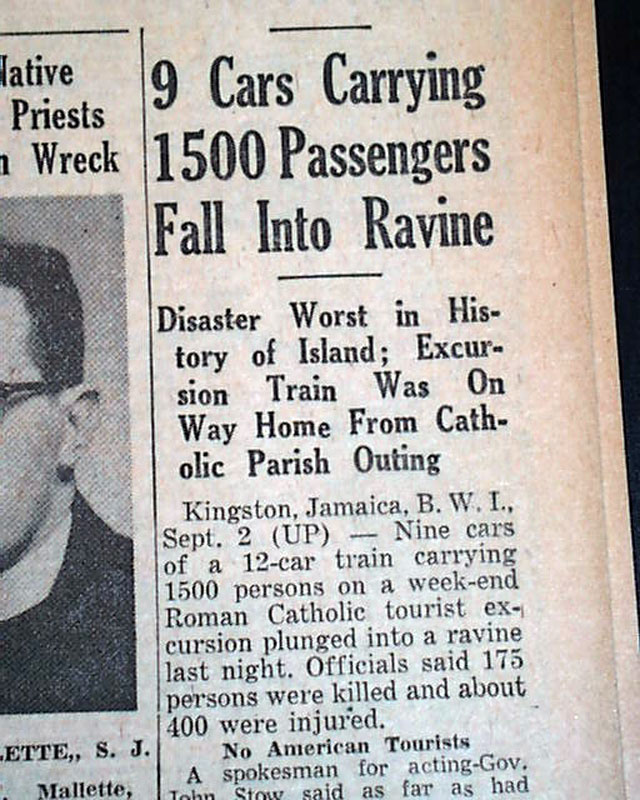 Native
Priests
Wreck
9 Cars Carrying
1500 Passengers
Fall Into Ravine
Disaster Worst in His-
tory of Island; Excur-
sion Train Was On
Way Home From Cath-
olic Parish Outing
Kingston, Jamaica, B. W. I.,
Sept. 2 (UP) — Nine cars
of a 12-car train carrying
1500 persons on a week-end
Roman Catholic tourist ex-
cursion plunged into a ravine
last night. Officials said 175
persons were killed and about
400 were injured.
No American Tourists
A spokesman for acting-Gov.
John Stow said as far as had
LETTE,, S. J.
Mallette,